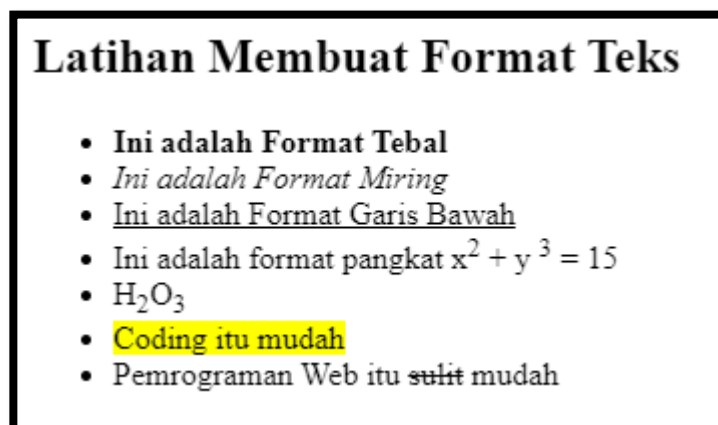 Latihan Membuat Format Teks
• Ini adalah Format Tebal
• Ini adalah Format Miring
• Ini adalah Format Garis Bawah
• Ini adalah format pangkat x² + y ³ = 15
• H₂O₃
• Coding itu mudah
• Pemrograman Web itu sulit mudah